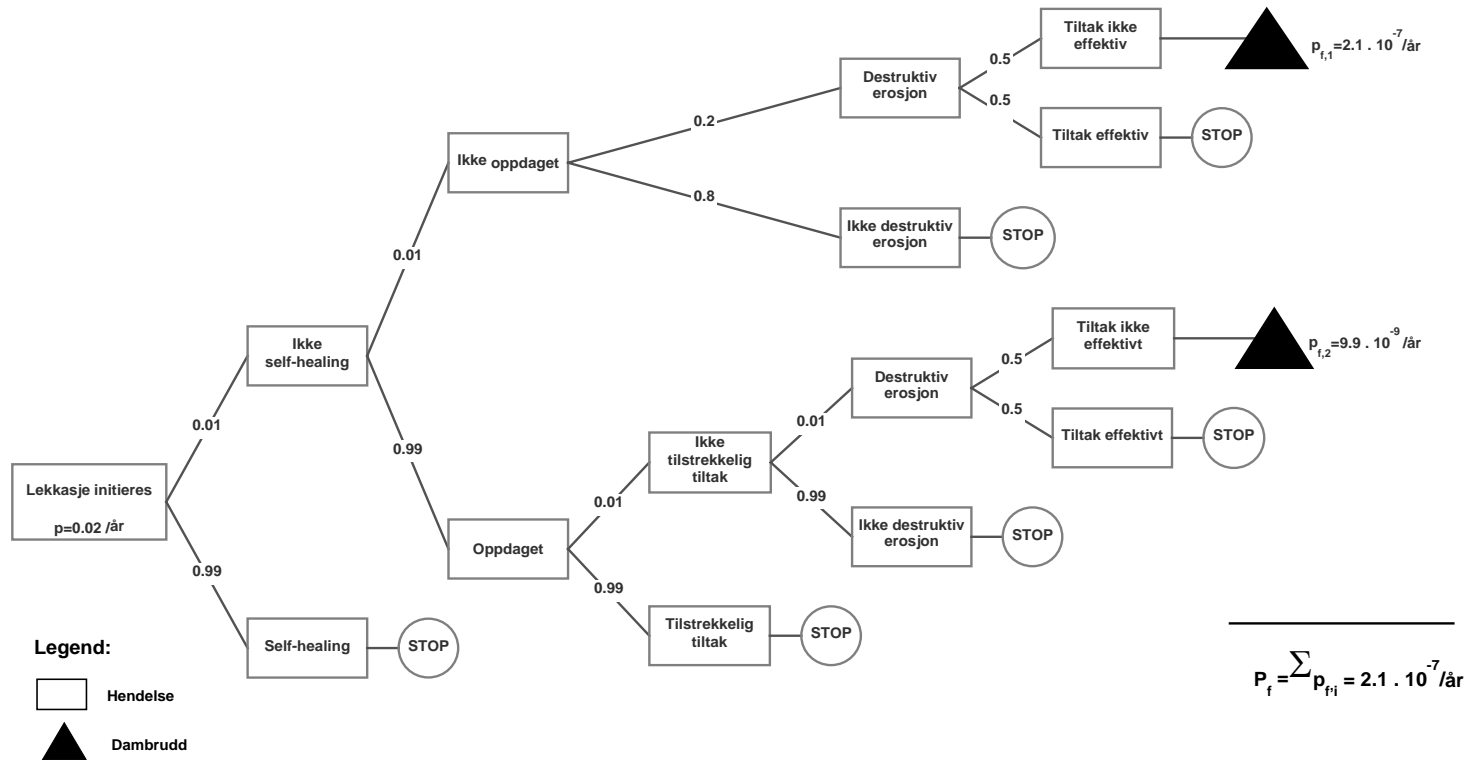 Tiltak ikke
effektiv
p_f,1=2.1 . 10^-7/år
0.5
Destruktiv
erosjon
0.5
Tiltak effektiv
STOP
0.2
Ikke oppdaget
0.8
Ikke destruktiv
erosjon
STOP
0.01
Ikke
self-healing
Tiltak ikke
effektivt
p_f,2=9.9 . 10^-9/år
0.5
Destruktiv
erosjon
0.5
Tiltak effektivt
STOP
0.01
0.01
0.99
Ikke
tilstrekkelig
tiltak
0.01
0.99
Ikke destruktiv
erosjon
STOP
Lekkasje initieres
p=0.02 /år
Oppdaget
0.99
0.99
Tilstrekkelig
tiltak
STOP
Self-healing
STOP
Legend:
Hendelse
Dambrudd
P_f = ∑ p_f,i = 2.1 . 10^-7/år